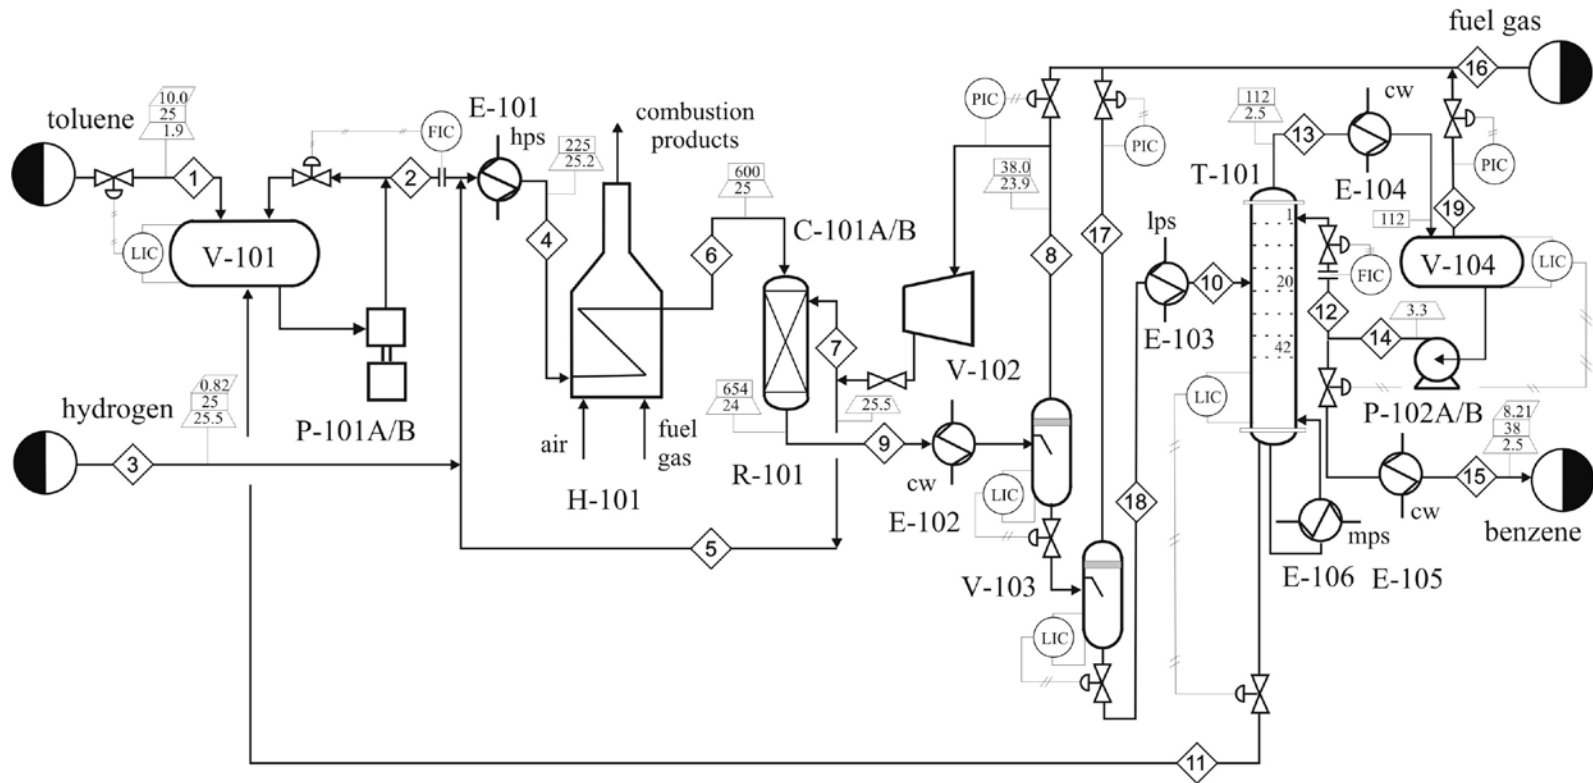 fuel gas
16
toluene
10.0
25
1.9
1
LIC
V-101
FIC
2
E-101
hps
225
25.2
4
combustion
products
600
25
6
C-101A/B
PIC
38.0
23.9
PIC
17
8
lps
10
E-103
112
2.5
13
cw
E-104
T-101
112
PIC
19
V-104
LIC
1
20
42
FIC
12
14
3.3
P-102A/B
7
V-102
25.5
654
24
R-101
9
cw
E-102
LIC
V-103
LIC
18
LIC
air
fuel
gas
H-101
P-101A/B
hydrogen
0.82
25
25.5
3
5
11
mps
E-106
E-105
cw
8.21
38
2.5
15
benzene